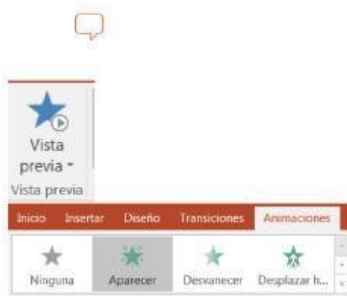 Vista
previa
Vista previa
Inicio Insertar Diseño Transiciones Animaciones
Ninguna Aparecer Desvanecer Desplazar h...